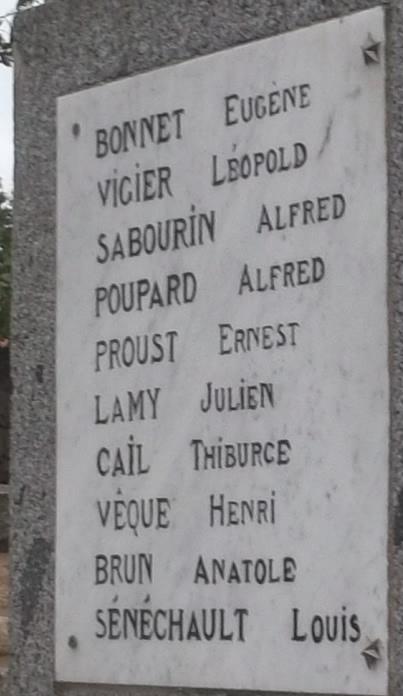 BONNET EUGÈNE
VIGIER LÉOPOLD
SABOURIN ALFRED
POUPARD ALFRED
PROUST ERNEST
LAMY JULIEN
CAIL THIBURCE
VÊQUE HENRI
BRUN ANATOLE
SÉNÉCHAULT LOUIS